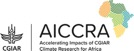 CGIAR
AICCRA
Accelerating Impacts of CGIAR
Climate Research for Africa